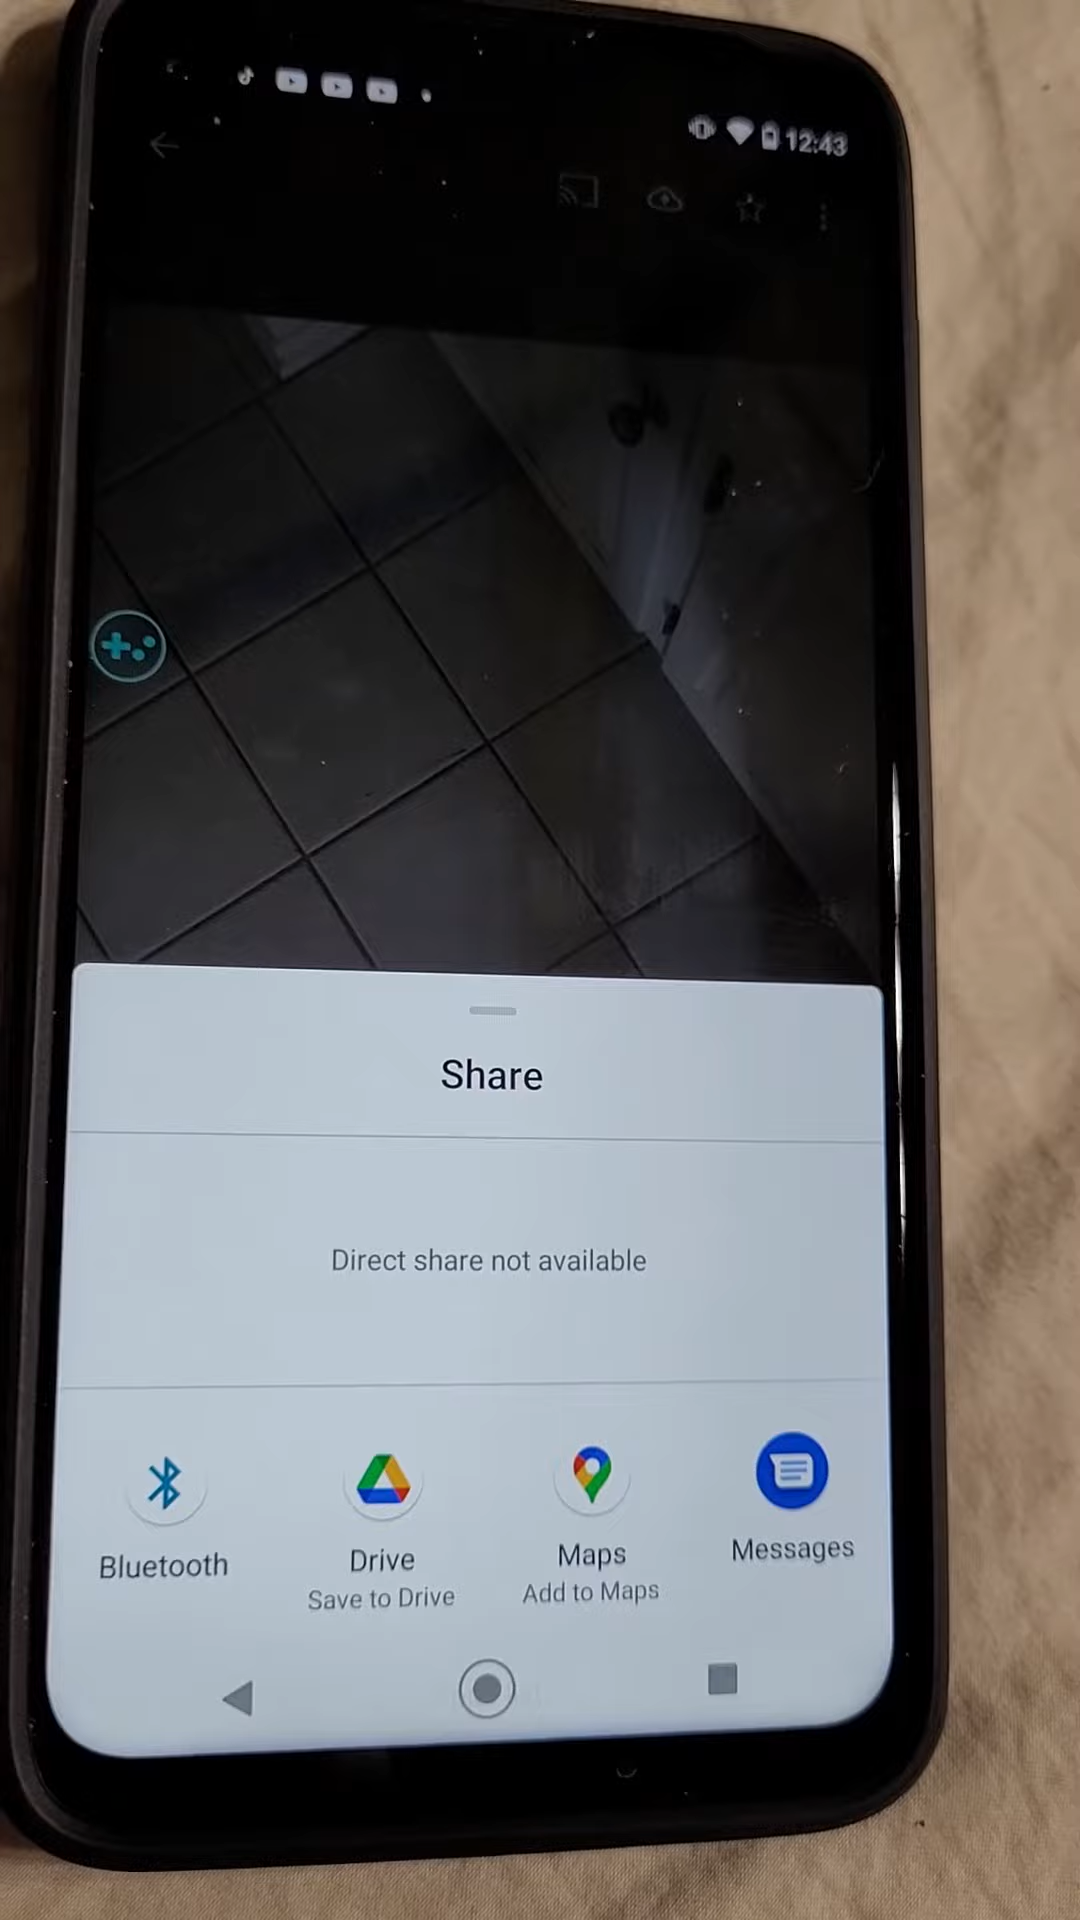 12:43
Share
Direct share not available
Bluetooth
Drive
Save to Drive
Maps
Add to Maps
Messages